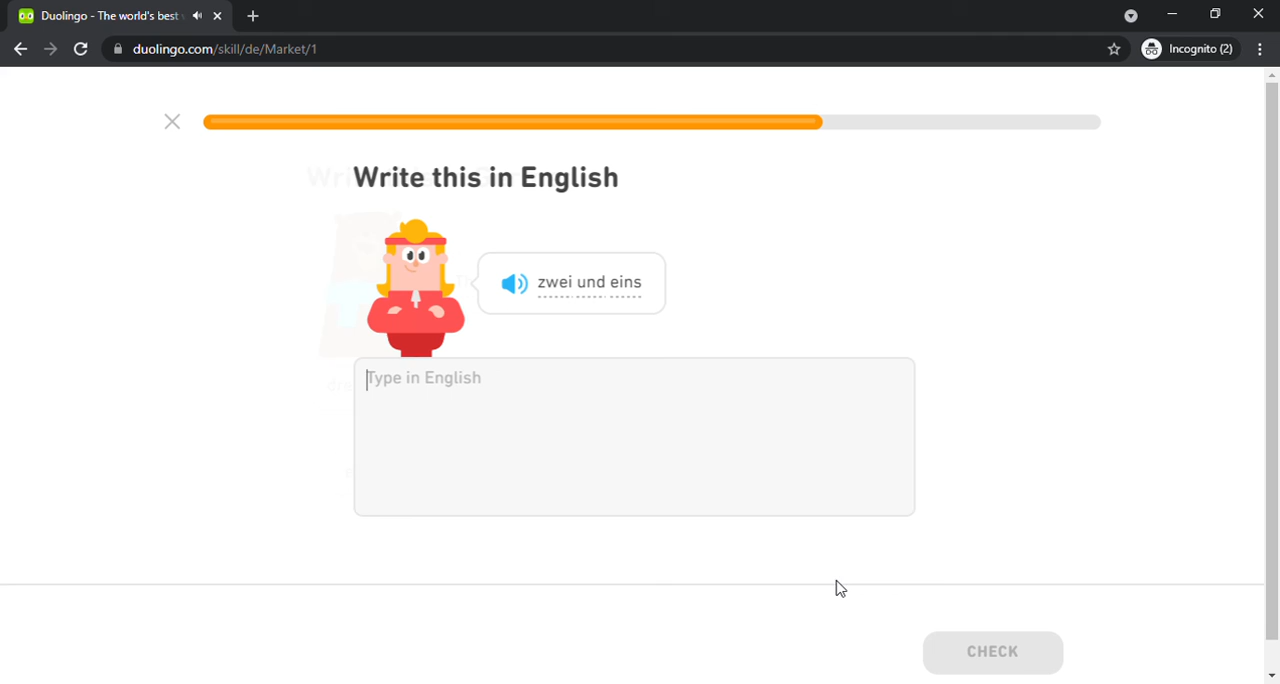 Duolingo - The world's best
duolingo.com/skill/de/Market/1
Incognito (2)
Write this in English
zwei und eins
Type in English
CHECK